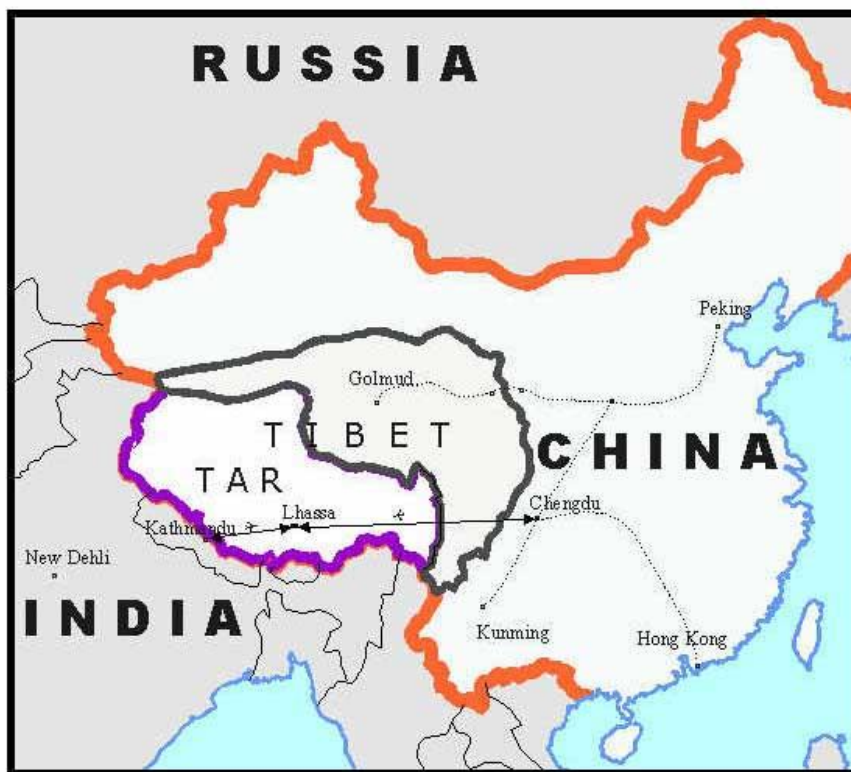 RUSSIA
Peking
Golmud
TIBET
CHINA
TAR
Lhassa
Chengdu
Kathmandu
New Dehli
INDIA
Kunming
Hong Kong